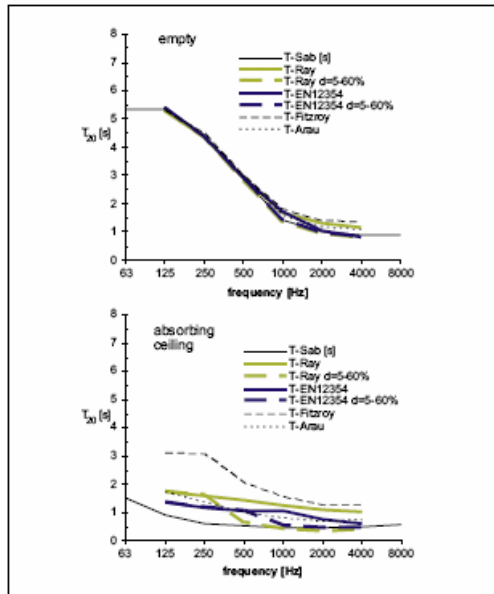 empty
T-Sab [s]
T-Ray
T-Ray d=5-60%
T-EN12354
T-EN12354 d=5-60%
T-Fitzroy
T-Arau
T20 [s]
8
7
6
5
4
3
2
1
0
63 125 250 500 1000 2000 4000 8000
frequency [Hz]
absorbing
ceiling
T-Sab [s]
T-Ray
T-Ray d=5-60%
T-EN12354
T-EN12354 d=5-60%
T-Fitzroy
T-Arau
T20 [s]
8
7
6
5
4
3
2
1
0
63 125 250 500 1000 2000 4000 8000
frequency [Hz]